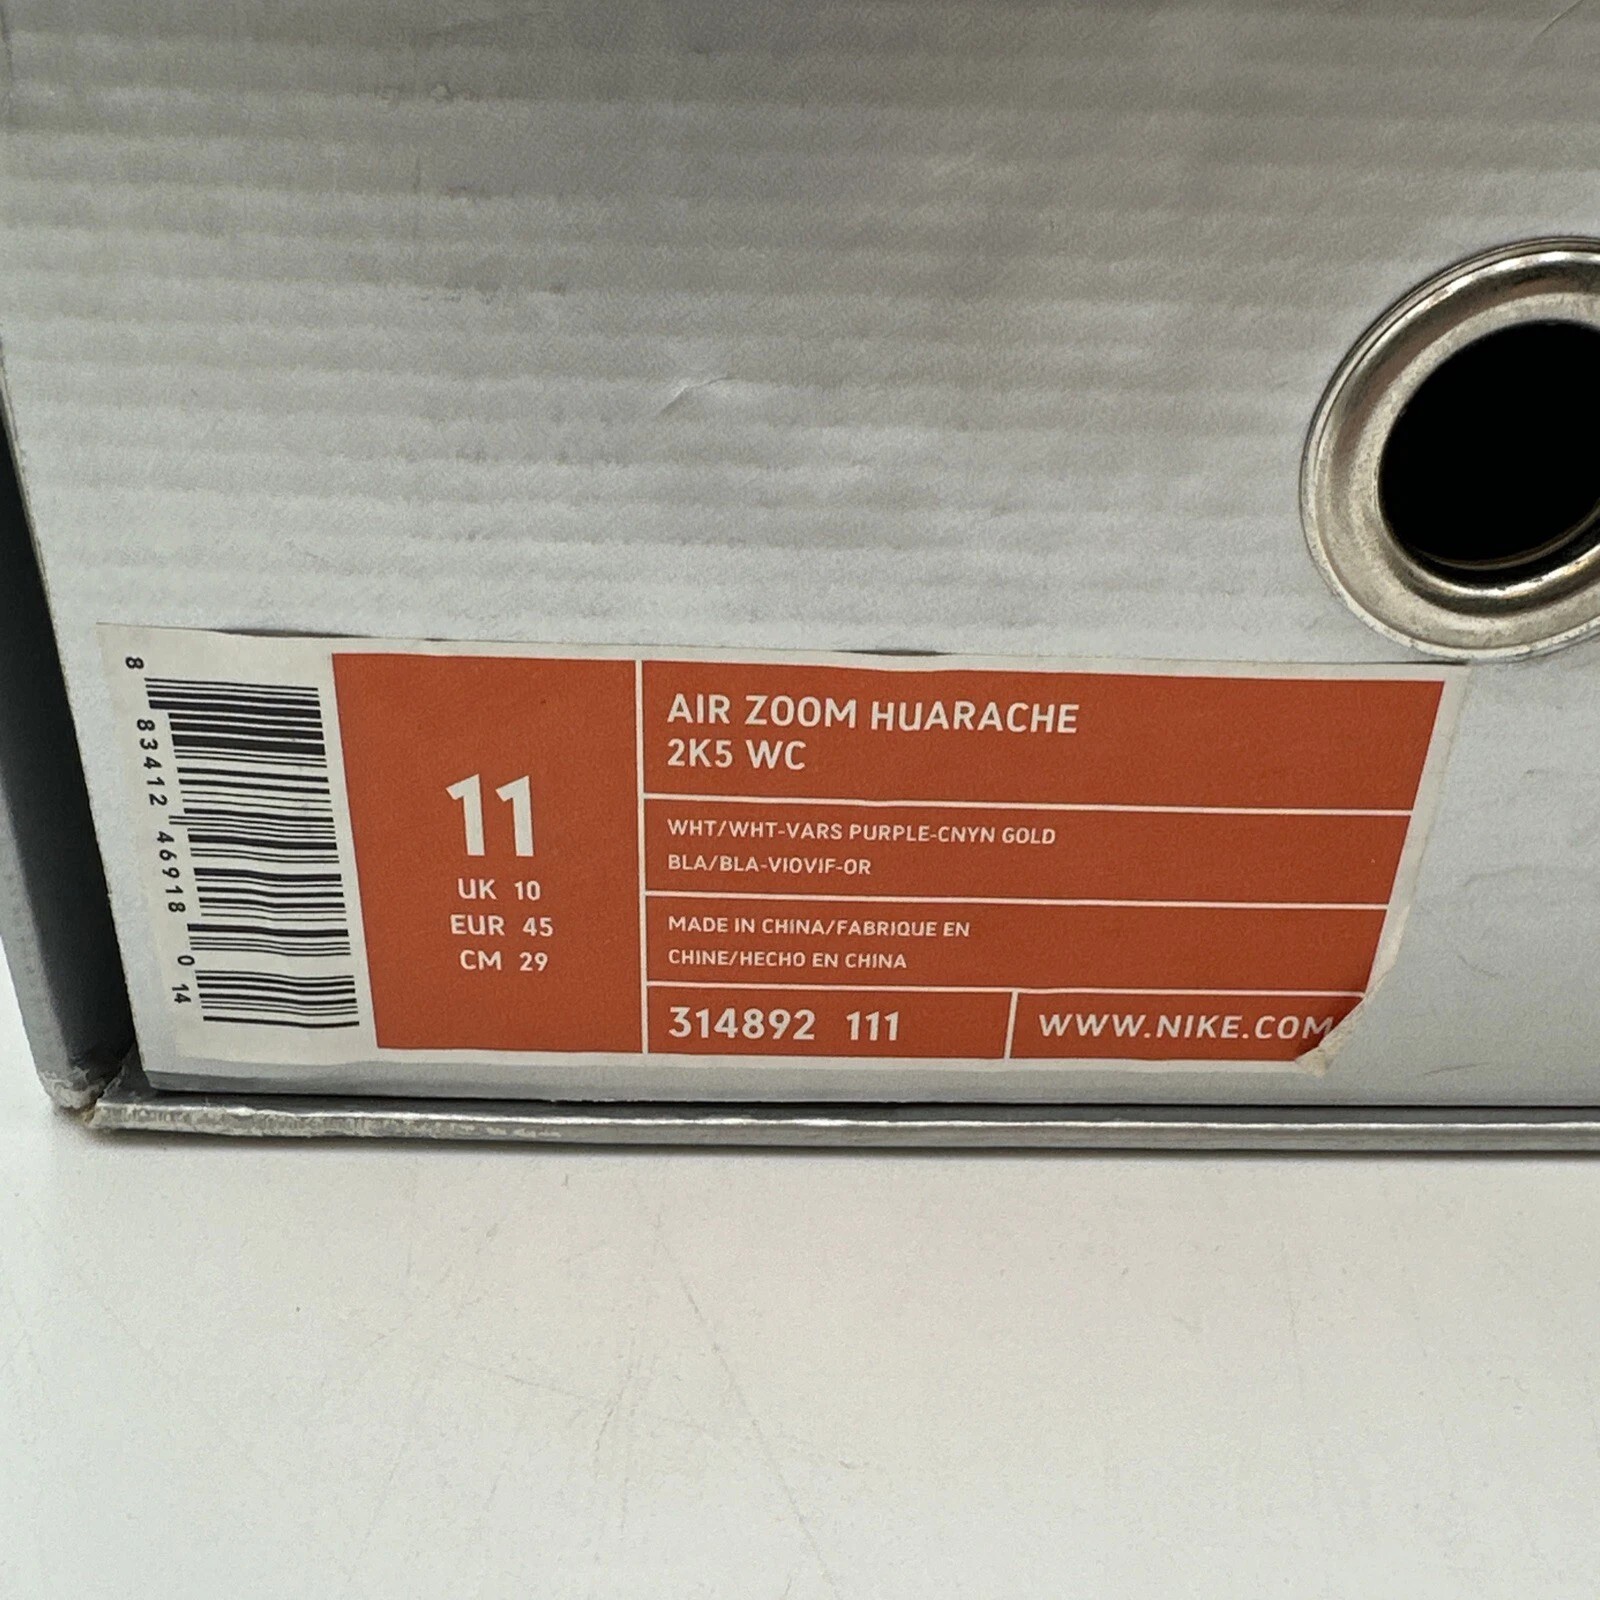 8 83412 46918 0 14
11
UK 10
EUR 45
CM 29
AIR ZOOM HUARACHE
2K5 WC
WHT/WHT-VARS PURPLE-CNYN GOLD
BLA/BLA-VIOVIF-OR
MADE IN CHINA/FABRIQUE EN
CHINE/HECHO EN CHINA
314892 111
WWW.NIKE.COM